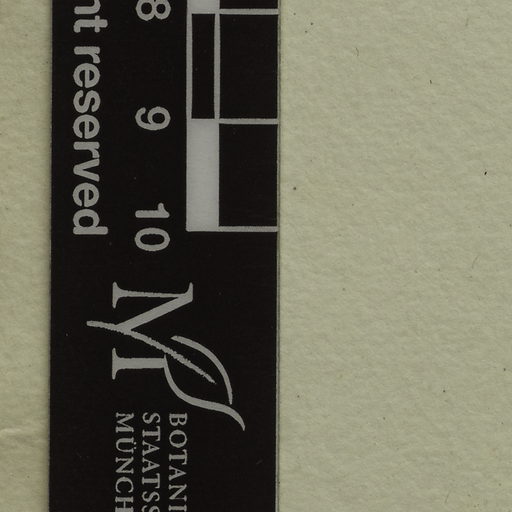 nt reserved
8
9
10
BOTANI
STAATSS
MÜNCH